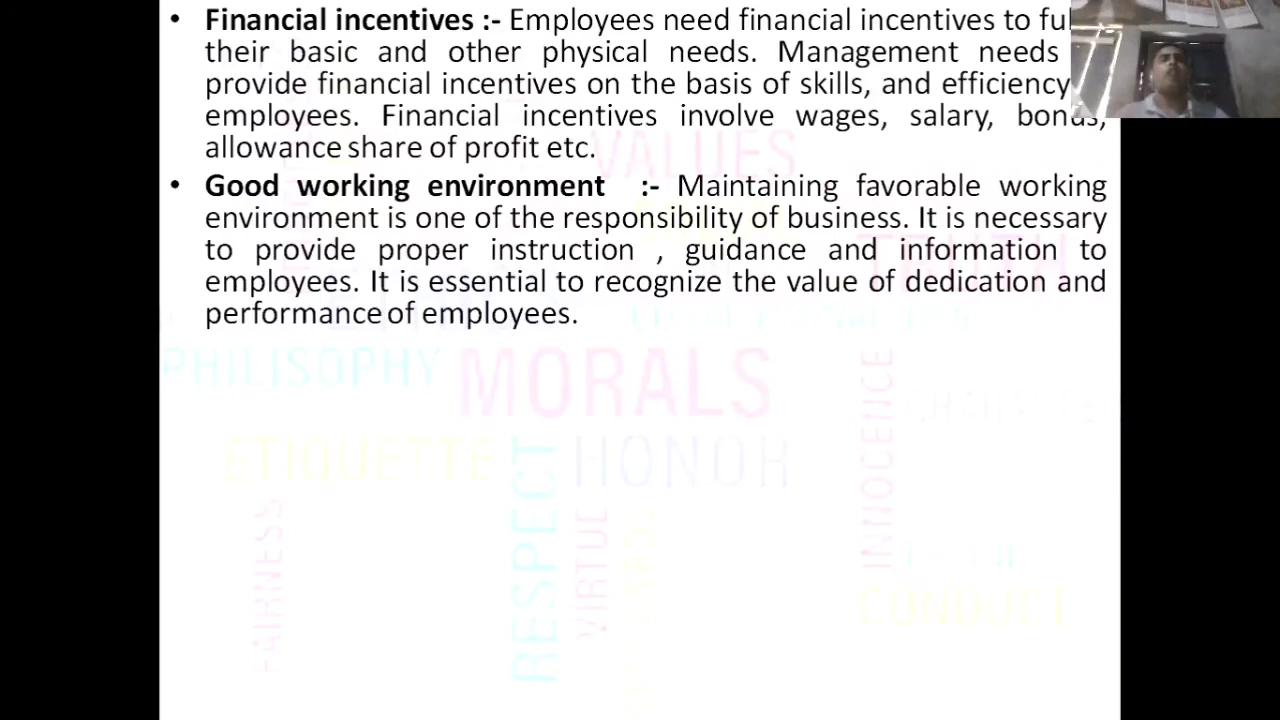 • Financial incentives :- Employees need financial incentives to
their basic and other physical needs. Management needs
provide financial incentives on the basis of skills, and efficiency
employees. Financial incentives involve wages, salary, bonus,
allowance share of profit etc.
VALUES
• Good working environment :- Maintaining favorable working
environment is one of the responsibility of business. It is necessary
to provide proper instruction , guidance and information to
TRUTH
employees. It is essential to recognize the value of dedication and
performance of employees.
PHILISOPHY
MORALS
INNOCENCE
ETIQUETTE
RESPECT
HONOR
FAIRNESS
VIRTUE
CONDUCT